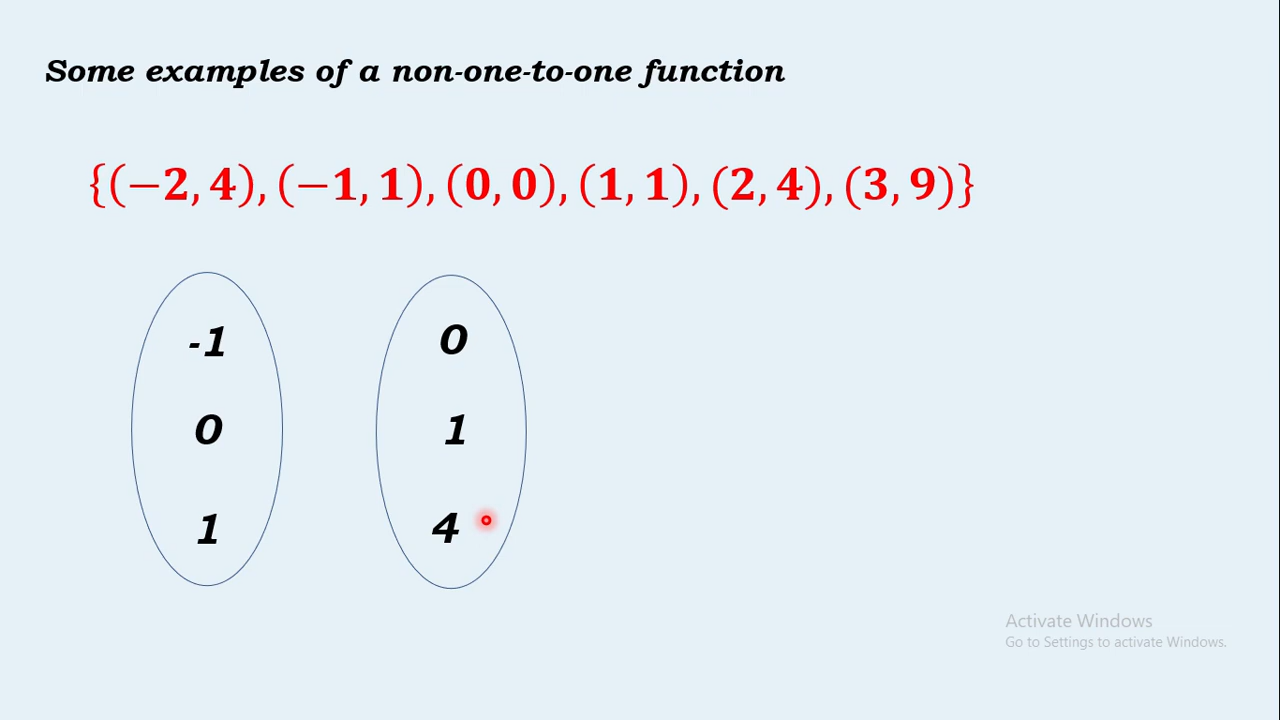 Some examples of a non-one-to-one function
{(−2, 4), (−1, 1), (0, 0), (1, 1), (2, 4), (3, 9)}
-1 0
0 1
1 4
Activate Windows
Go to Settings to activate Windows.